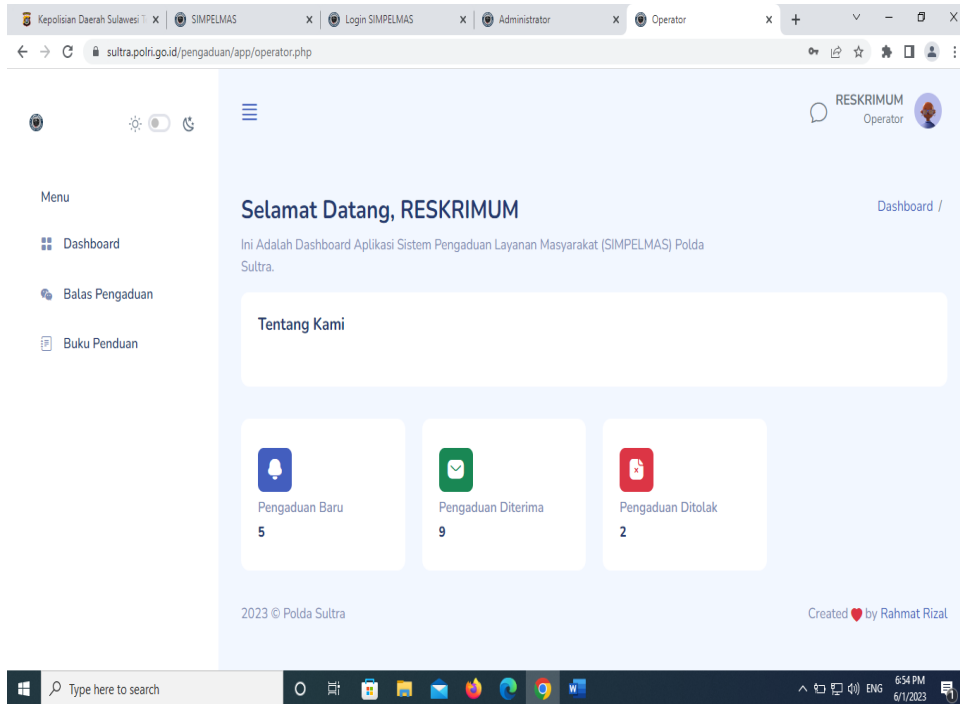 Kepolisian Daerah Sulawesi T
SIMPELMAS
Login SIMPELMAS
Administrator
Operator
sultra.polri.go.id/pengaduan/app/operator.php
RESKRIMUM
Operator
Menu
Dashboard
Balas Pengaduan
Buku Penduan
Selamat Datang, RESKRIMUM
Dashboard /
Ini Adalah Dashboard Aplikasi Sistem Pengaduan Layanan Masyarakat (SIMPELMAS) Polda
Sultra.
Tentang Kami
Pengaduan Baru
5
Pengaduan Diterima
9
Pengaduan Ditolak
2
2023 © Polda Sultra
Created ❤ by Rahmat Rizal
Type here to search
W
ENG
6:54 PM
6/1/2023
1